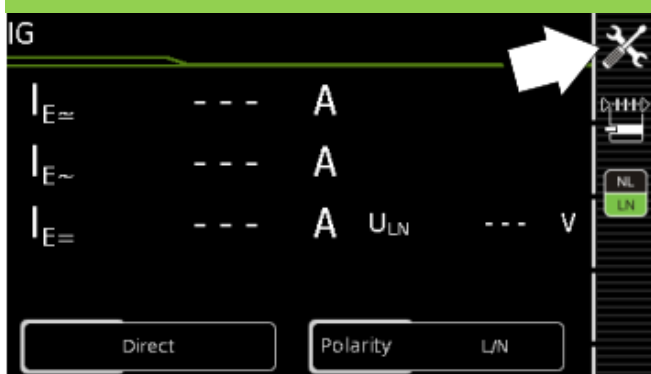 IG
IE≃ --- A
IE~ --- A
IE= --- A ULN --- V
NL
LN
Direct
Polarity L/N